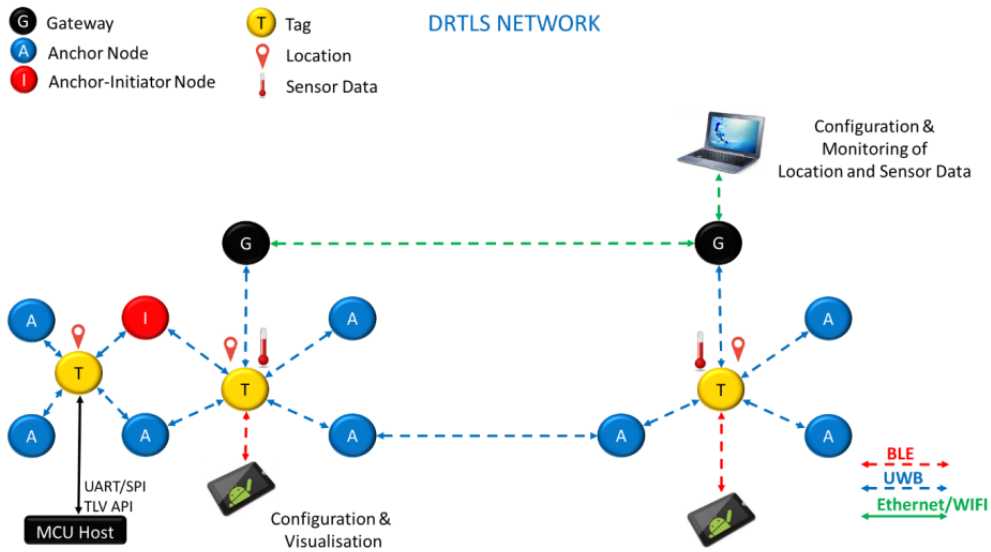 DRTLS NETWORK
G Gateway
A Anchor Node
I Anchor-Initiator Node
T Tag
Location
Sensor Data
Configuration &
Monitoring of
Location and Sensor Data
G
G
A
I
A
A
T
T
T
A
A
A
A
A
UART/SPI
TLV API
MCU Host
Configuration &
Visualisation
BLE
UWB
Ethernet/WIFI